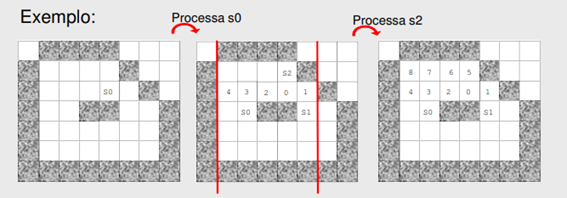 Exemplo:
Processa s0
Processa s2
S0
S2
4 3 2 0 1
S0 S1
8 7 6 5
4 3 2 0 1
S0 S1